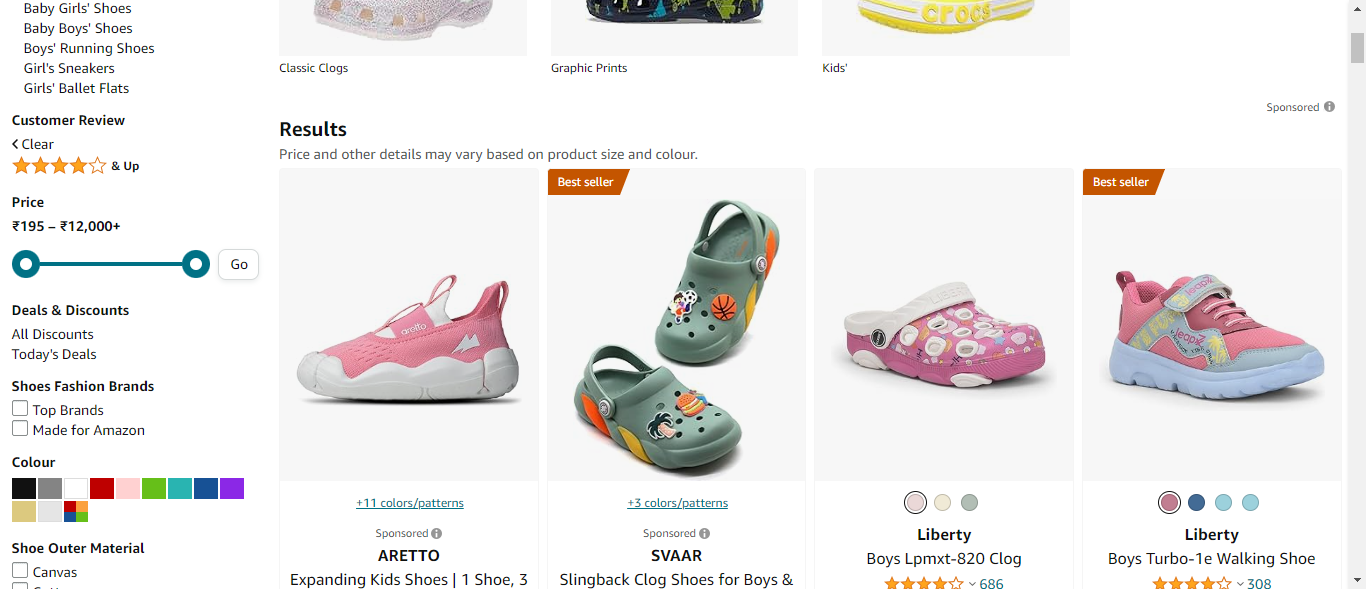 Baby Girls' Shoes
Baby Boys' Shoes
Boys' Running Shoes
Girl's Sneakers
Girls' Ballet Flats
Customer Review
Clear
& Up
Price
₹195 – ₹12,000+
Go
Deals & Discounts
All Discounts
Today's Deals
Shoes Fashion Brands
Top Brands
Made for Amazon
Colour
Shoe Outer Material
Canvas
crocs
Classic Clogs
Graphic Prints
Kids'
Sponsored
Results
Price and other details may vary based on product size and colour.
aretto
+11 colors/patterns
Sponsored
ARETTO
Expanding Kids Shoes | 1 Shoe, 3
Best seller
+3 colors/patterns
Sponsored
SVAAR
Slingback Clog Shoes for Boys &
LIBERTY
Liberty
Boys Lpmxt-820 Clog
686
Best seller
leapx
leapx
Liberty
Boys Turbo-1e Walking Shoe
308